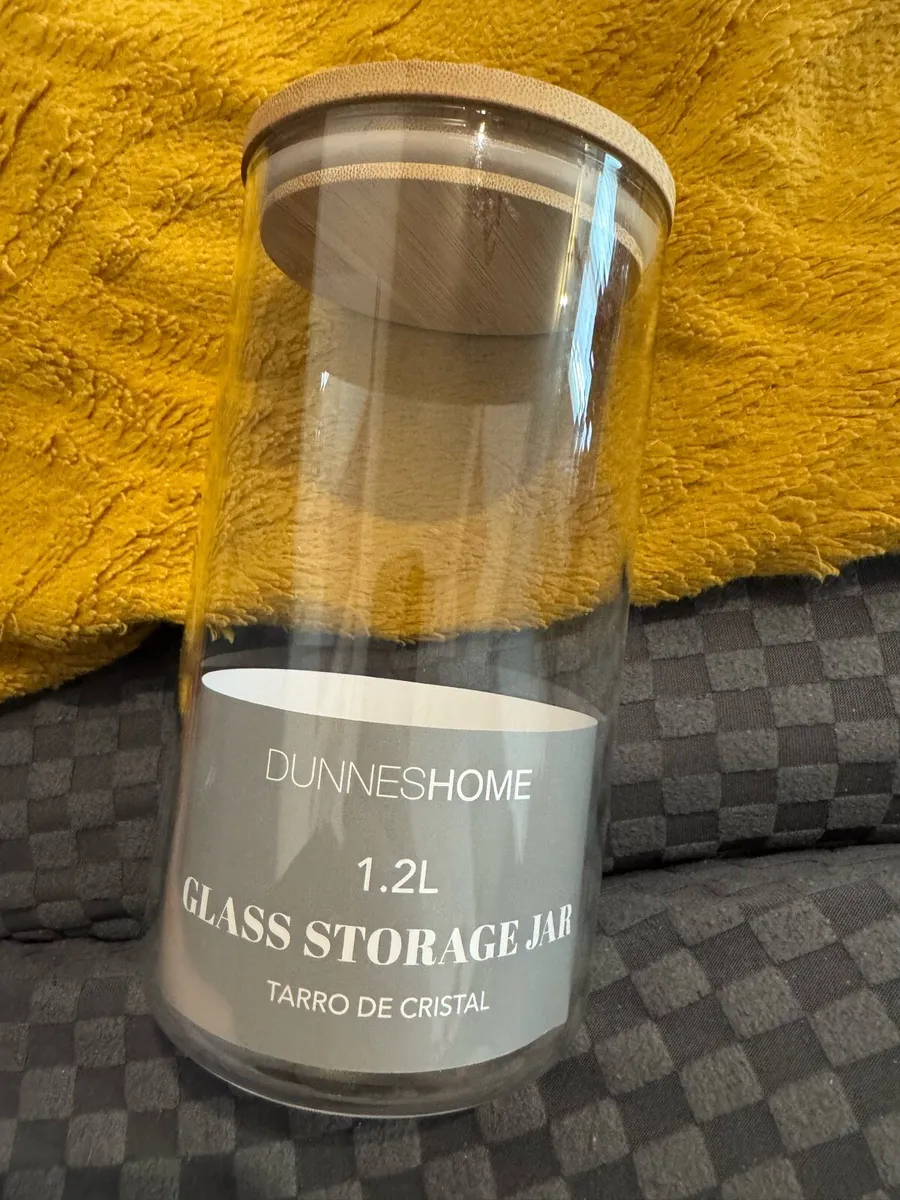 DUNNESHOME
1.2L
GLASS STORAGE JAR
TARRO DE CRISTAL